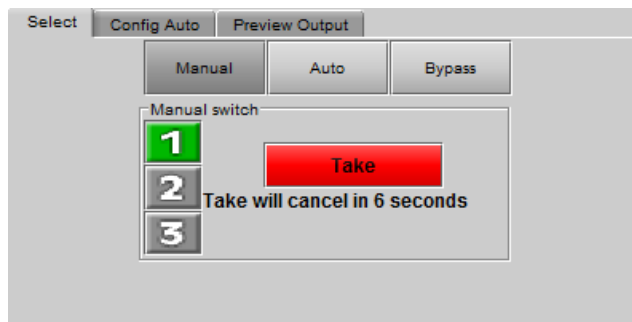 Select Config Auto Preview Output
Manual Auto Bypass
Manual switch
1
Take
2
Take will cancel in 6 seconds
3